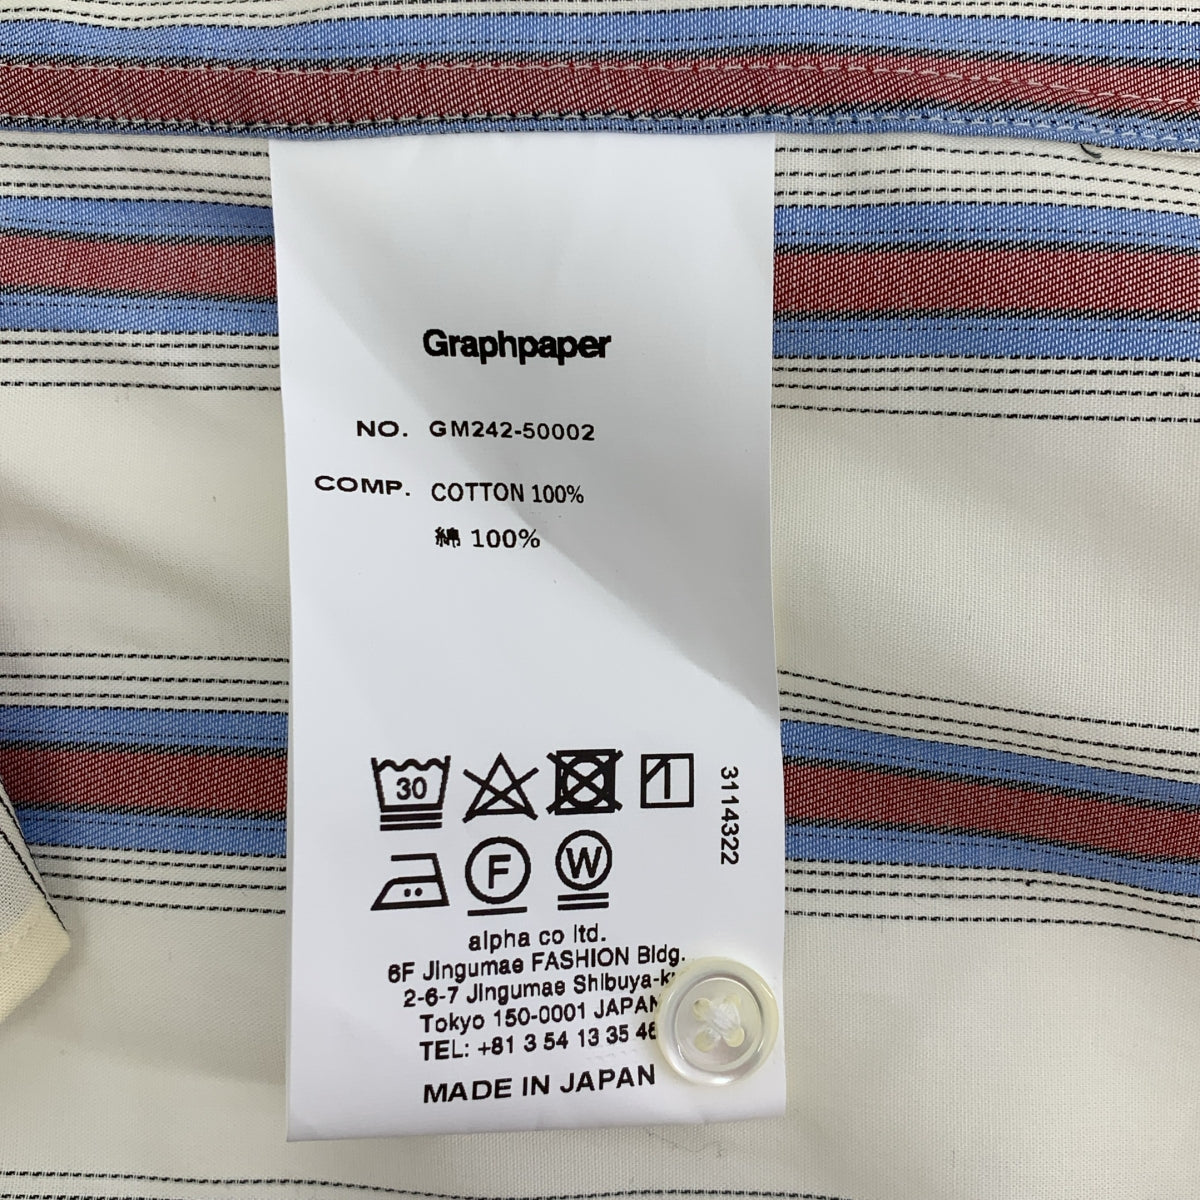 Graphpaper
NO. GM242-50002
COMP. COTTON 100%
綿 100%
30
3114322
F
W
alpha co ltd.
6F Jingumae FASHION Bldg.
2-6-7 Jingumae Shibuya-k
Tokyo 150-0001 JAPAN
TEL: +81 3 54 13 35 4
MADE IN JAPAN